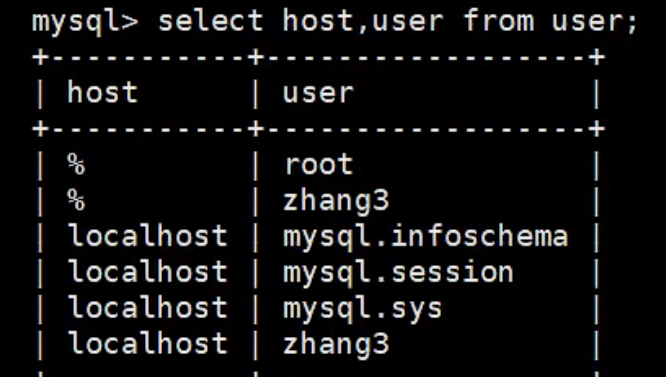 mysql> select host,user from user;
+-----------+------------------+
| host      | user             |
+-----------+------------------+
| %         | root             |
| %         | zhang3           |
| localhost | mysql.infoschema |
| localhost | mysql.session    |
| localhost | mysql.sys        |
| localhost | zhang3           |